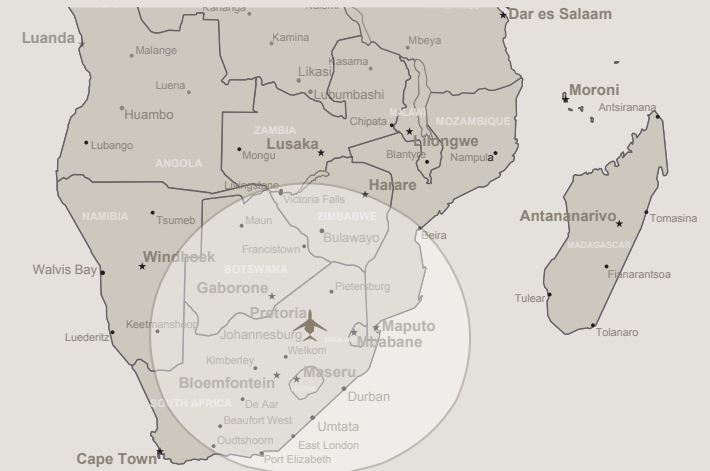 Kananga
Dar es Salaam
Luanda
Kamina
Mbeya
Malange
Kasama
Likasi
Luena
Lubumbashi
Moroni
Antsiranana
Huambo
MALAWI
Chipata
MOZAMBIQUE
ZAMBIA
Lusaka
Lilongwe
Lubango
Mongu
Blantyre
Nampula
ANGOLA
Livingstone
Harare
Victoria Falls
NAMIBIA
Tsumeb
Maun
ZIMBABWE
Antananarivo
Tomasina
Bulawayo
Beira
Francistown
MADAGASCAR
Windhoek
Walvis Bay
BOTSWANA
Fianarantsoa
Gaborone
Pietersburg
Tulear
Pretoria
Keetmanshoop
Maputo
Luederitz
Johannesburg
Mbabane
Tolanaro
Welkom
Kimberley
Maseru
Bloemfontein
Durban
SOUTH AFRICA
De Aar
Beaufort West
Umtata
Oudtshoorn
East London
Cape Town
Port Elizabeth